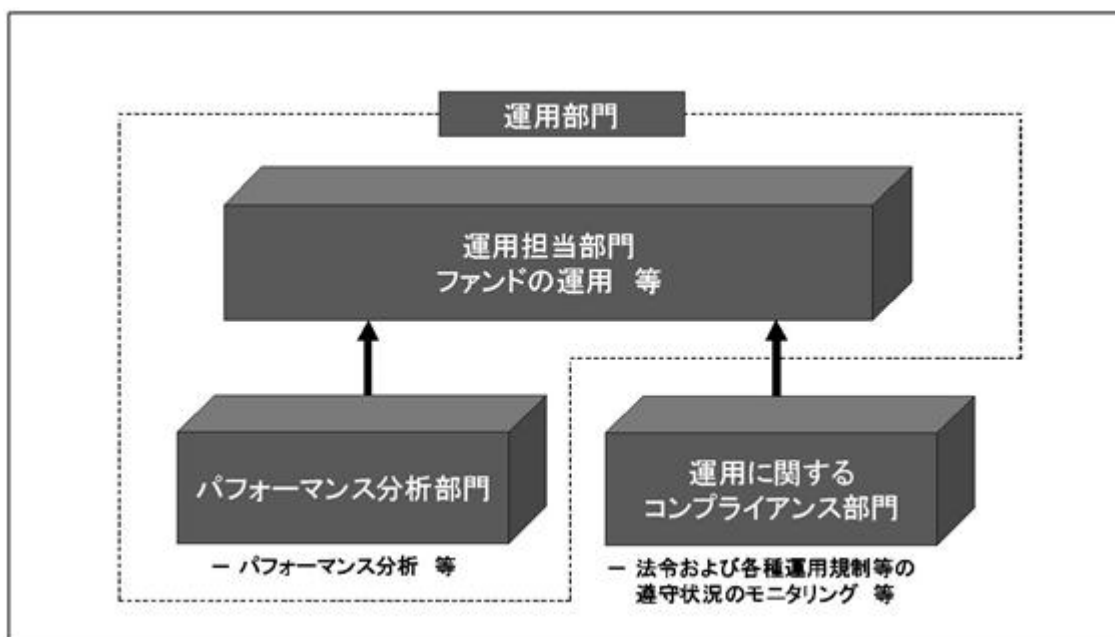 運用部門
運用担当部門
ファンドの運用　等
パフォーマンス分析部門
－ パフォーマンス分析　等
運用に関する
コンプライアンス部門
－ 法令および各種運用規制等の
遵守状況のモニタリング　等